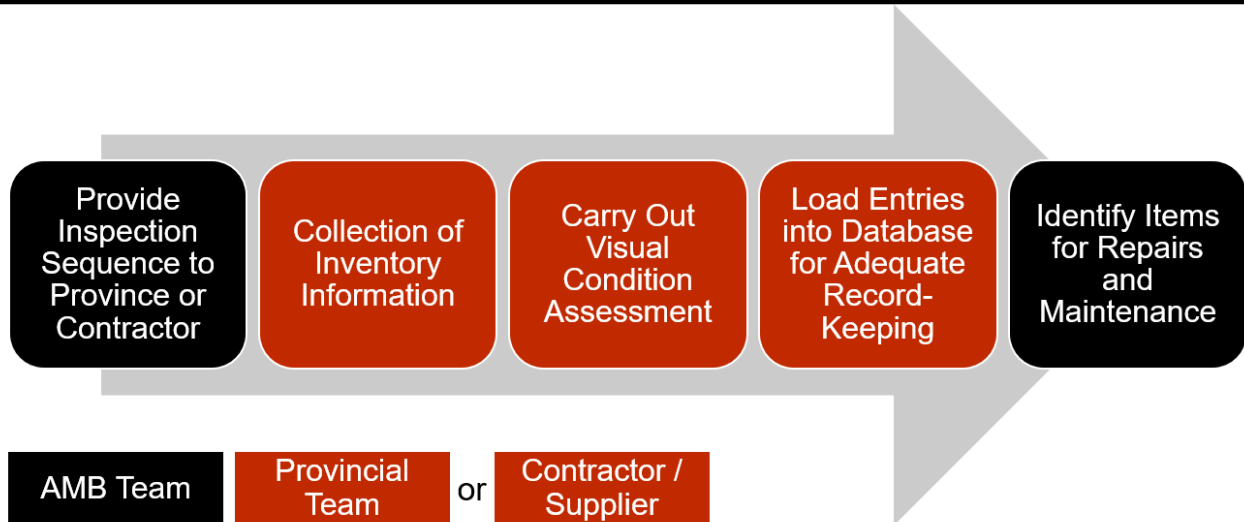 Provide
Inspection
Sequence to
Province or
Contractor
Collection of
Inventory
Information
Carry Out
Visual
Condition
Assessment
Load Entries
into Database
for Adequate
Record-
Keeping
Identify Items
for Repairs
and
Maintenance
AMB Team
Provincial
Team
or
Contractor /
Supplier